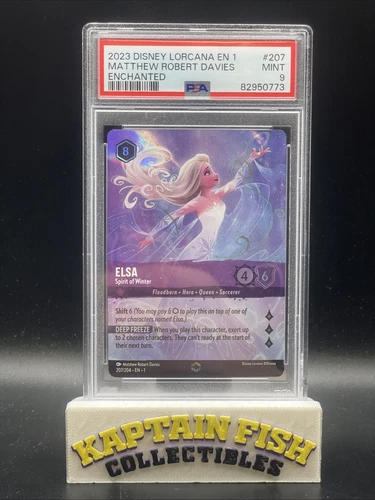 2023 DISNEY LORCANA EN 1 #207
MATTHEW ROBERT DAVIES MINT
ENCHANTED PSA 9
82950773
8
ELSA
Spirit of Winter
4 6
Floodborn • Hero • Queen • Sorcerer
Shift 6 (You may pay 6 to play this on top of one
of your characters named Elsa.)
DEEP FREEZE When you play this character, exert up
to 2 chosen characters. They can't ready at the start of
their next turn.
Matthew Robert Davies
207/204 • EN • 1
KAPTAIN FISH
COLLECTIBLES